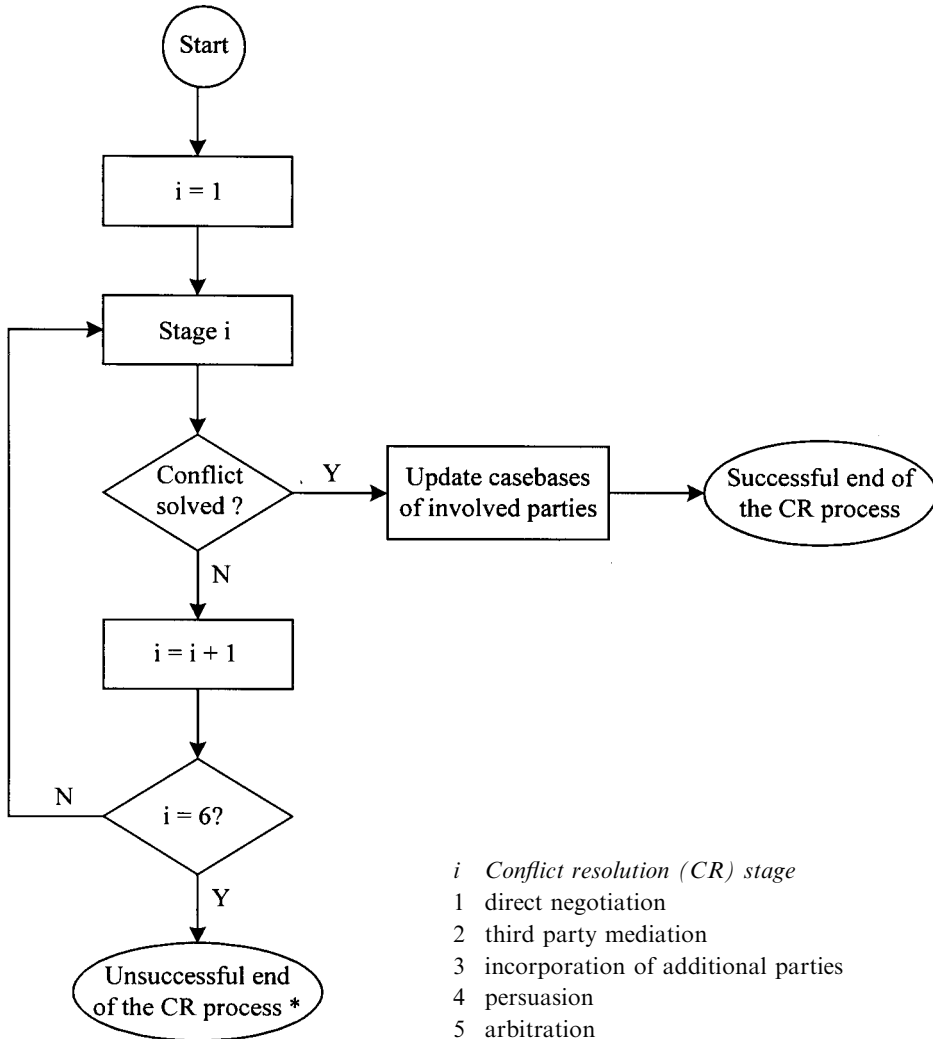 Start
i = 1
Stage i
Conflict
solved ?
Y
Update casebases
of involved parties
Successful end of
the CR process
N
i = i + 1
N
i = 6?
Y
Unsuccessful end
of the CR process *
i Conflict resolution (CR) stage
1 direct negotiation
2 third party mediation
3 incorporation of additional parties
4 persuasion
5 arbitration